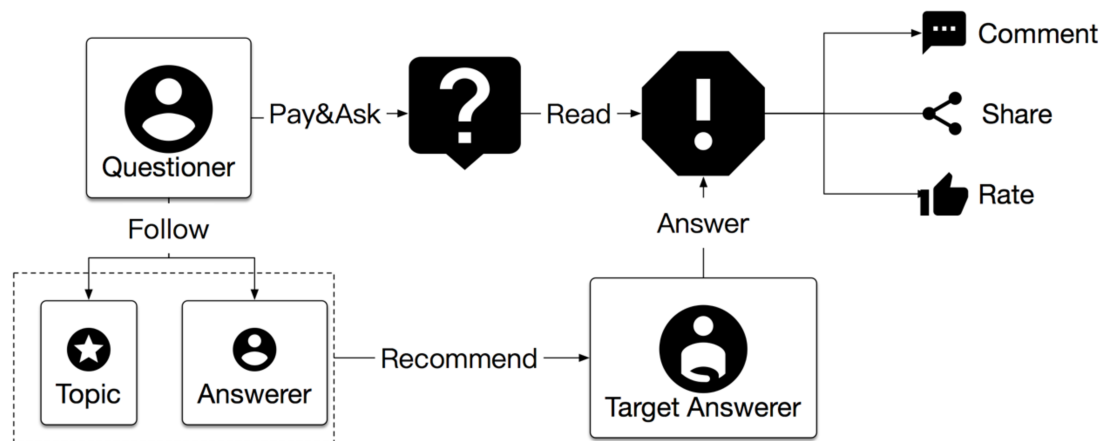 Comment
Pay&Ask
Read
Share
Questioner
Rate
Follow
Answer
Recommend
Topic
Answerer
Target Answerer